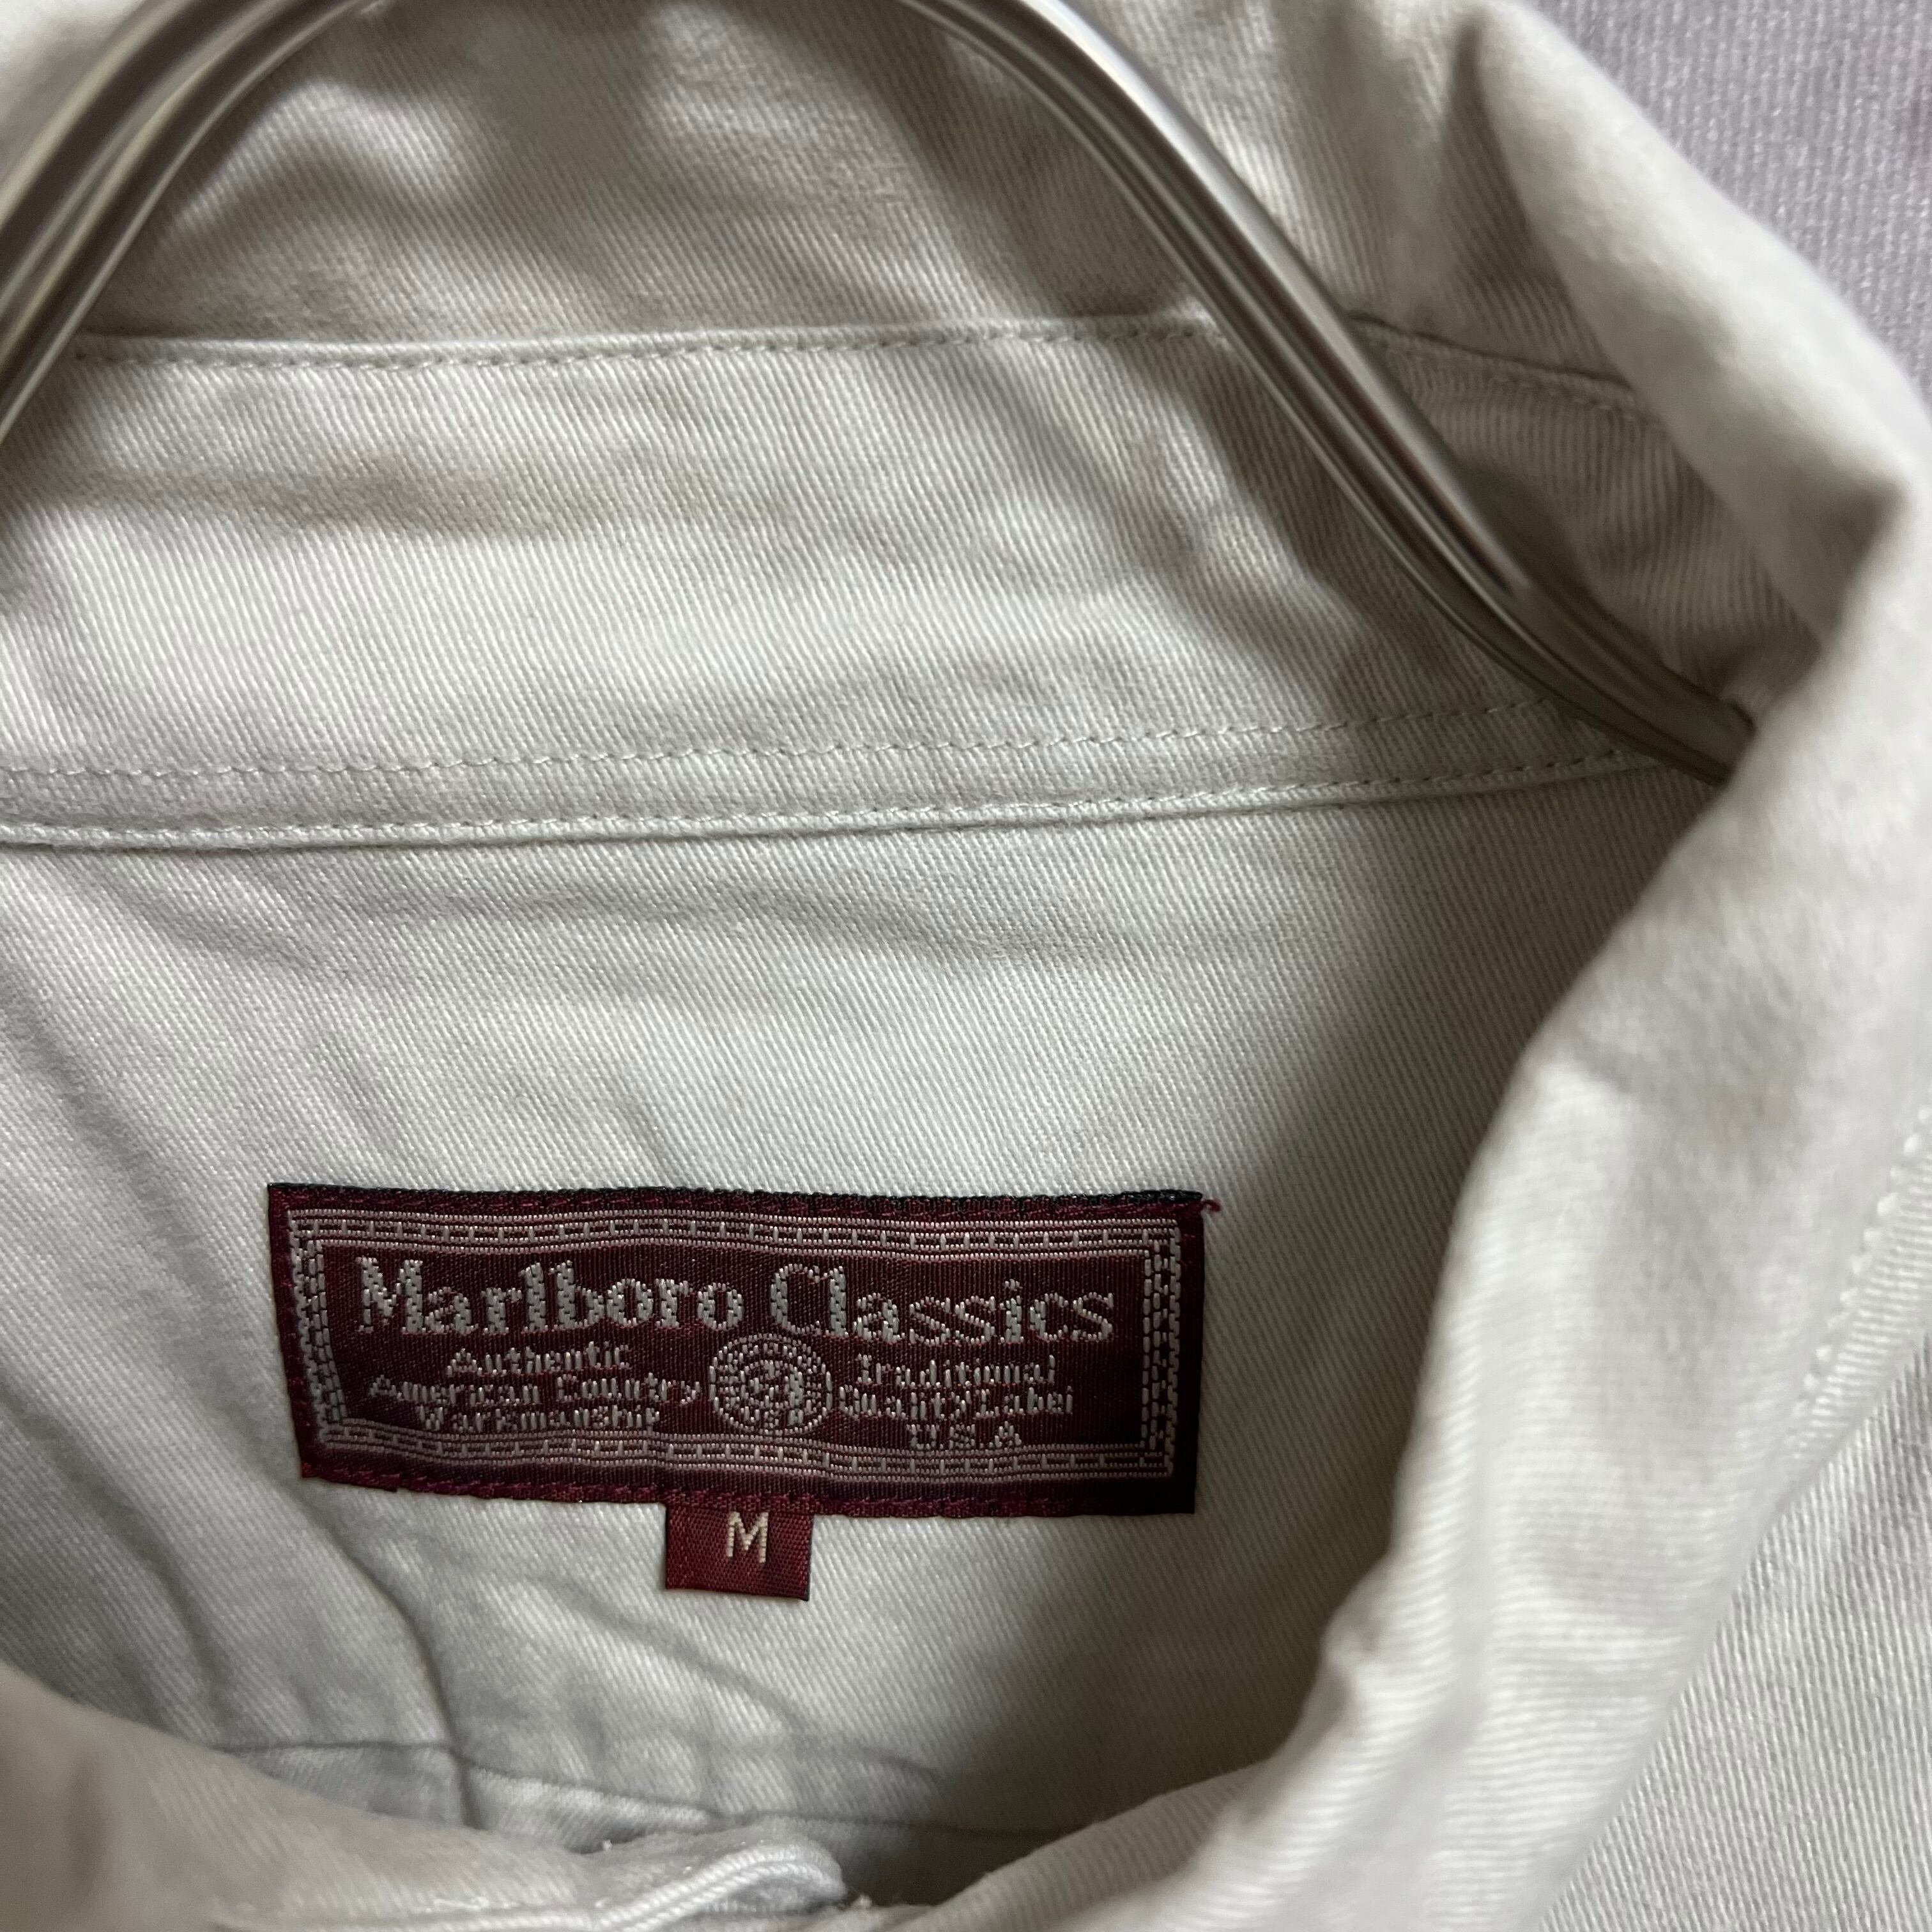 Marlboro Classics
Authentic
American Country
Workmanship
Traditional
Quality Label
U.S.A
M